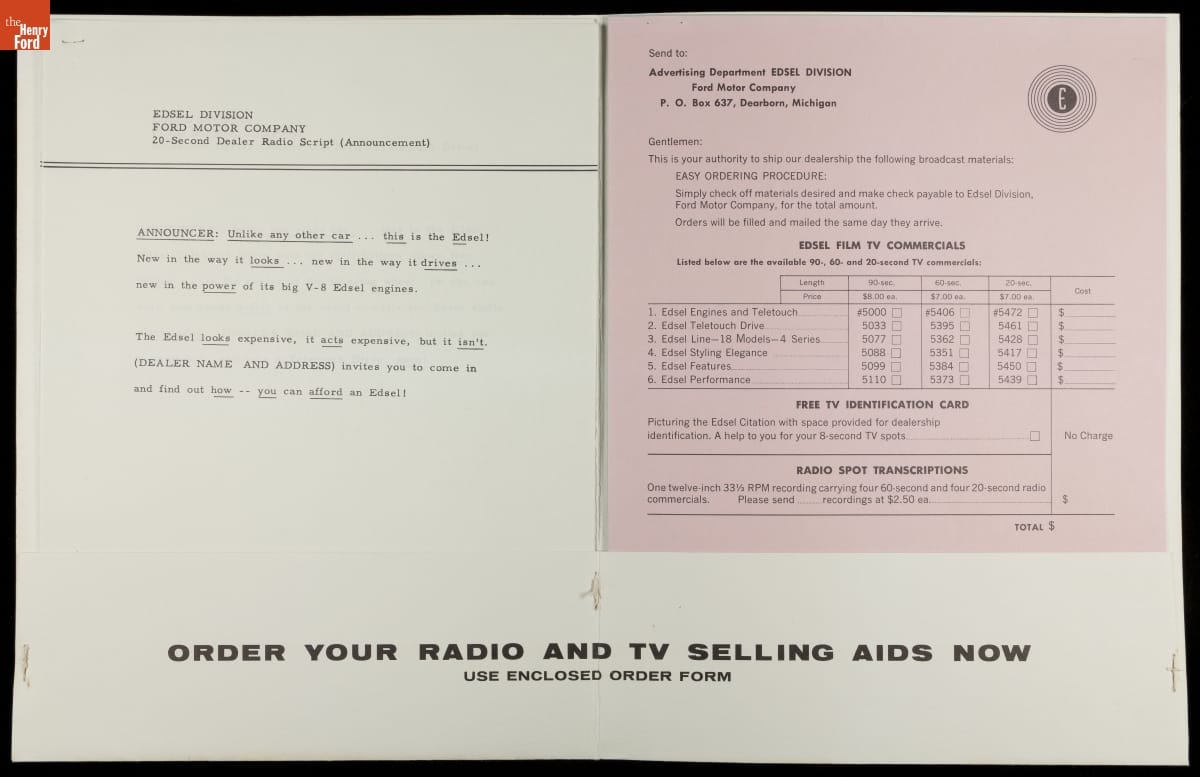 the
Henry
Ford
EDSEL DIVISION
FORD MOTOR COMPANY
20-Second Dealer Radio Script (Announcement)
ANNOUNCER: Unlike any other car ... this is the Edsel!
New in the way it looks ... new in the way it drives ...
new in the power of its big V-8 Edsel engines.
The Edsel looks expensive, it acts expensive, but it isn't.
(DEALER NAME AND ADDRESS) invites you to come in
and find out how -- you can afford an Edsel!
Send to:
Advertising Department EDSEL DIVISION
Ford Motor Company
P. O. Box 637, Dearborn, Michigan
E
Gentlemen:
This is your authority to ship our dealership the following broadcast materials:
EASY ORDERING PROCEDURE:
Simply check off materials desired and make check payable to Edsel Division,
Ford Motor Company, for the total amount.
Orders will be filled and mailed the same day they arrive.
EDSEL FILM TV COMMERCIALS
Listed below are the available 90-, 60- and 20-second TV commercials:
Length 90-sec. 60-sec. 20-sec. Cost
Price $8.00 ea. $7.00 ea. $7.00 ea.
1. Edsel Engines and Teletouch #5000 #5406 #5472 $
2. Edsel Teletouch Drive 5033 5395 5461 $
3. Edsel Line—18 Models—4 Series 5077 5362 5428 $
4. Edsel Styling Elegance 5088 5351 5417 $
5. Edsel Features 5099 5384 5450 $
6. Edsel Performance 5110 5373 5439 $
FREE TV IDENTIFICATION CARD
Picturing the Edsel Citation with space provided for dealership
identification. A help to you for your 8-second TV spots. No Charge
RADIO SPOT TRANSCRIPTIONS
One twelve-inch 33⅓ RPM recording carrying four 60-second and four 20-second radio
commercials. Please send recordings at $2.50 ea. $
TOTAL $
ORDER YOUR RADIO AND TV SELLING AIDS NOW
USE ENCLOSED ORDER FORM